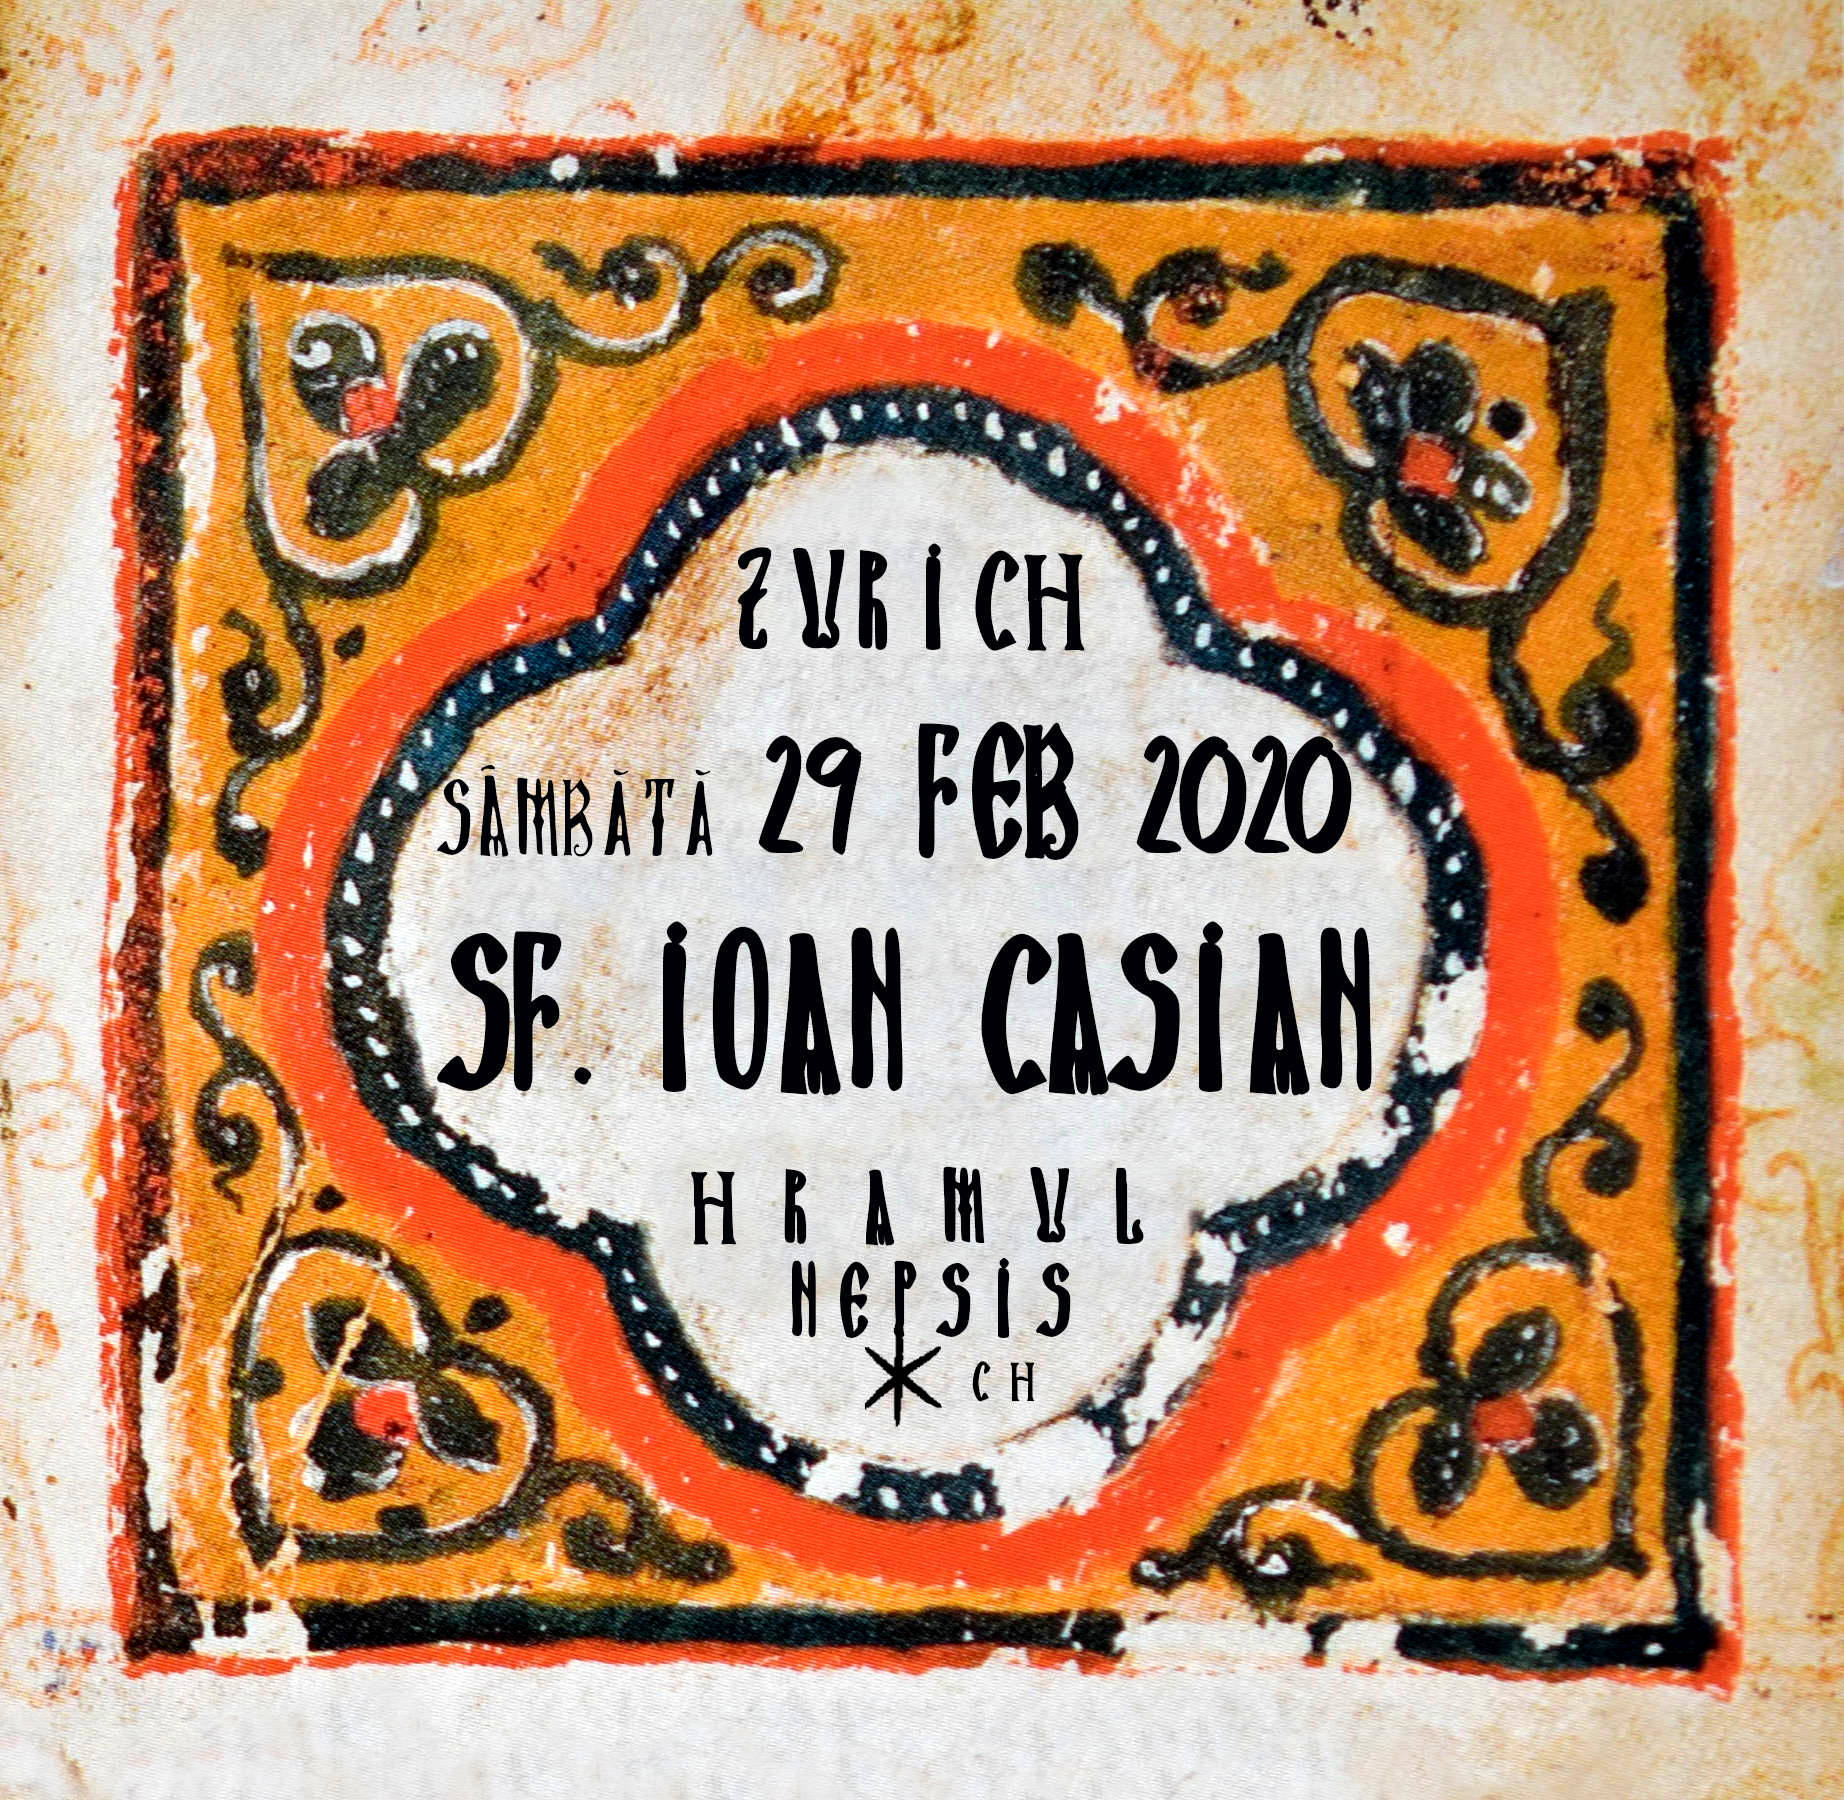 ZURICH
SÂMBĂTĂ 29 FEB 2020
SF. IOAN CASIAN
HRAMUL
NEPSIS
CH